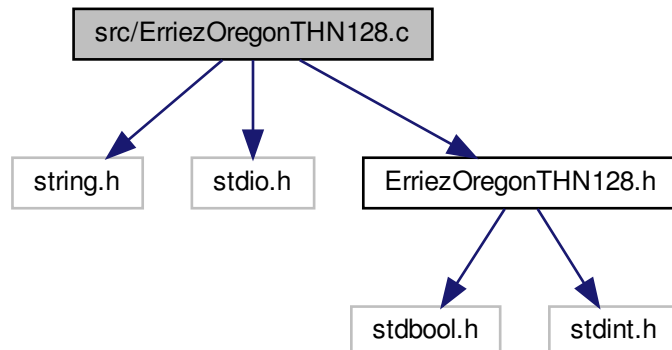 src/ErriezOregonTHN128.c
string.h
stdio.h
ErriezOregonTHN128.h
stdbool.h
stdint.h